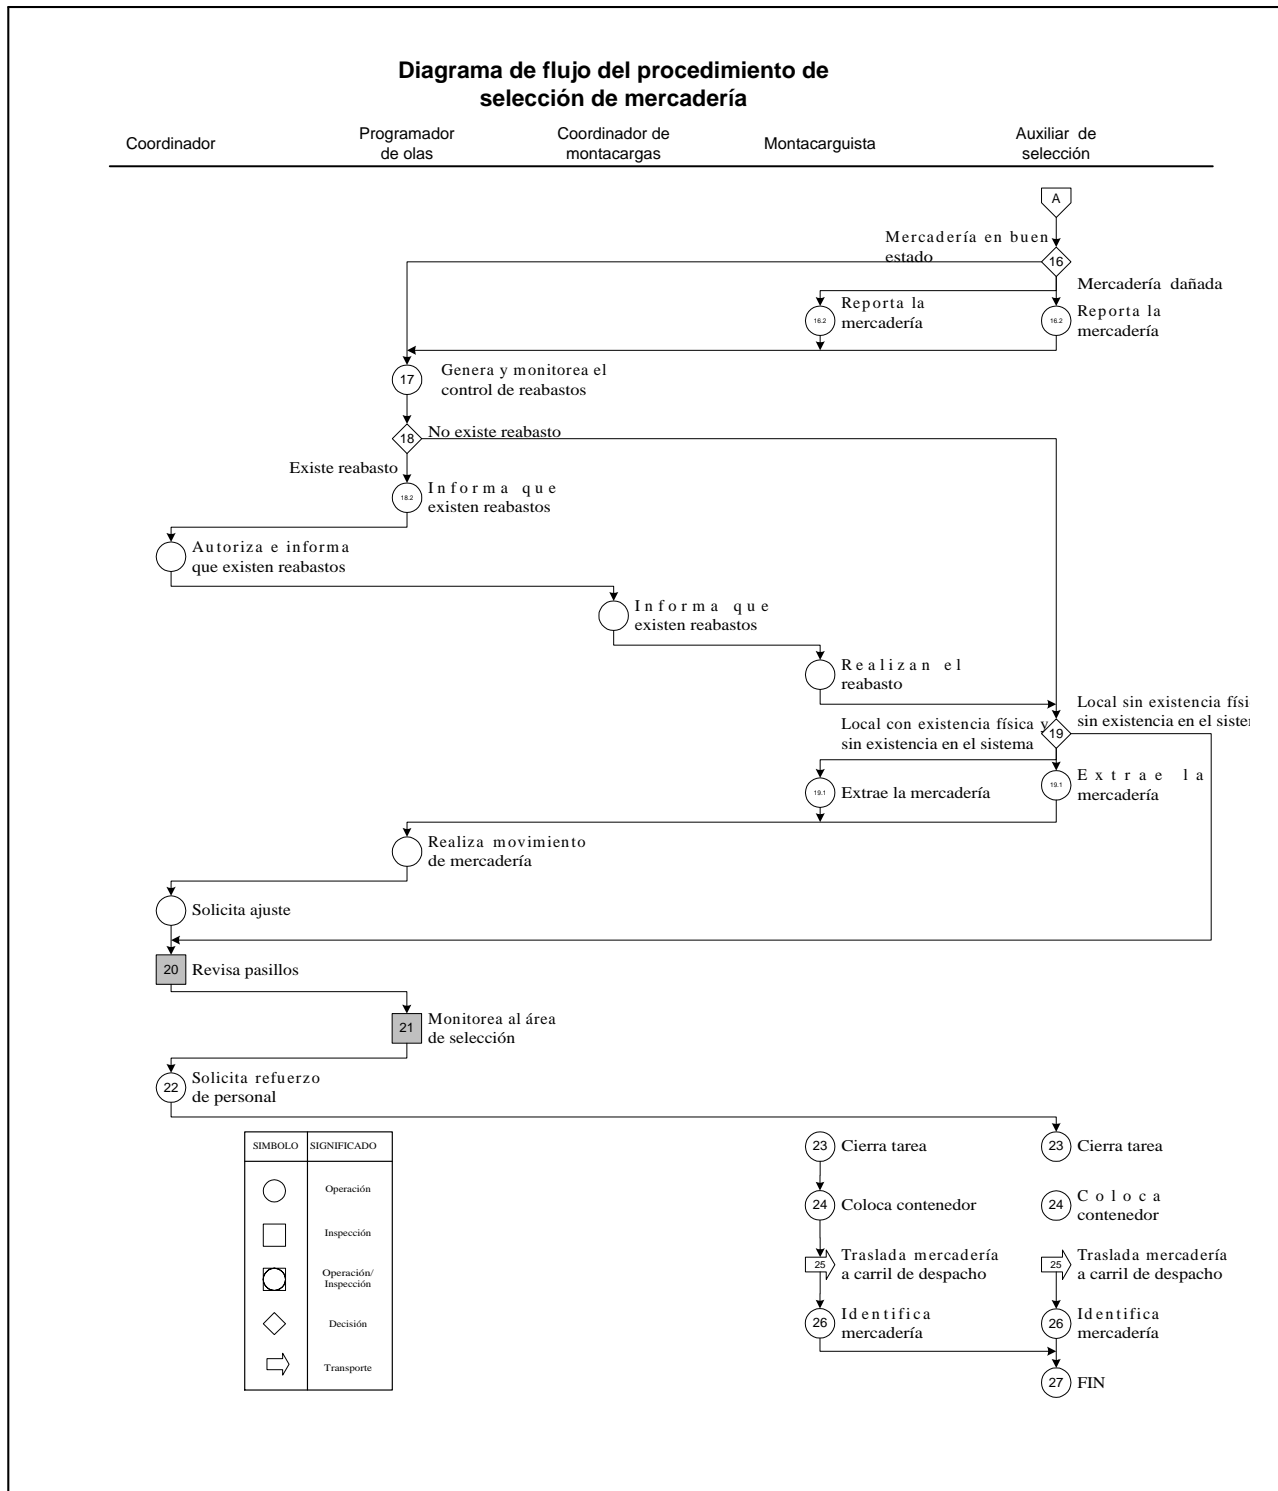 Diagrama de flujo del procedimiento de
selección de mercadería
Coordinador
Programador
de olas
Coordinador de
montacargas
Montacarguista
Auxiliar de
selección
A
Mercadería en buen
estado
16
Mercadería dañada
16.2
Reporta la
mercadería
16.2
Reporta la
mercadería
17
Genera y monitorea el
control de reabastos
18
No existe reabasto
Existe reabasto
18.2
Informa que
existen reabastos
Autoriza e informa
que existen reabastos
Informa que
existen reabastos
Realizan el
reabasto
Local con existencia física y
sin existencia en el sistema
19
Local sin existencia físi
sin existencia en el siste
19.1
Extrae la mercadería
19.1
Extrae la
mercadería
Realiza movimiento
de mercadería
Solicita ajuste
20
Revisa pasillos
21
Monitorea al área
de selección
22
Solicita refuerzo
de personal
SIMBOLO SIGNIFICADO
Operación
Inspección
Operación/
Inspección
Decisión
Transporte
23
Cierra tarea
23
Cierra tarea
24
Coloca contenedor
24
Coloca
contenedor
25
Traslada mercadería
a carril de despacho
25
Traslada mercadería
a carril de despacho
26
Identifica
mercadería
26
Identifica
mercadería
27
FIN